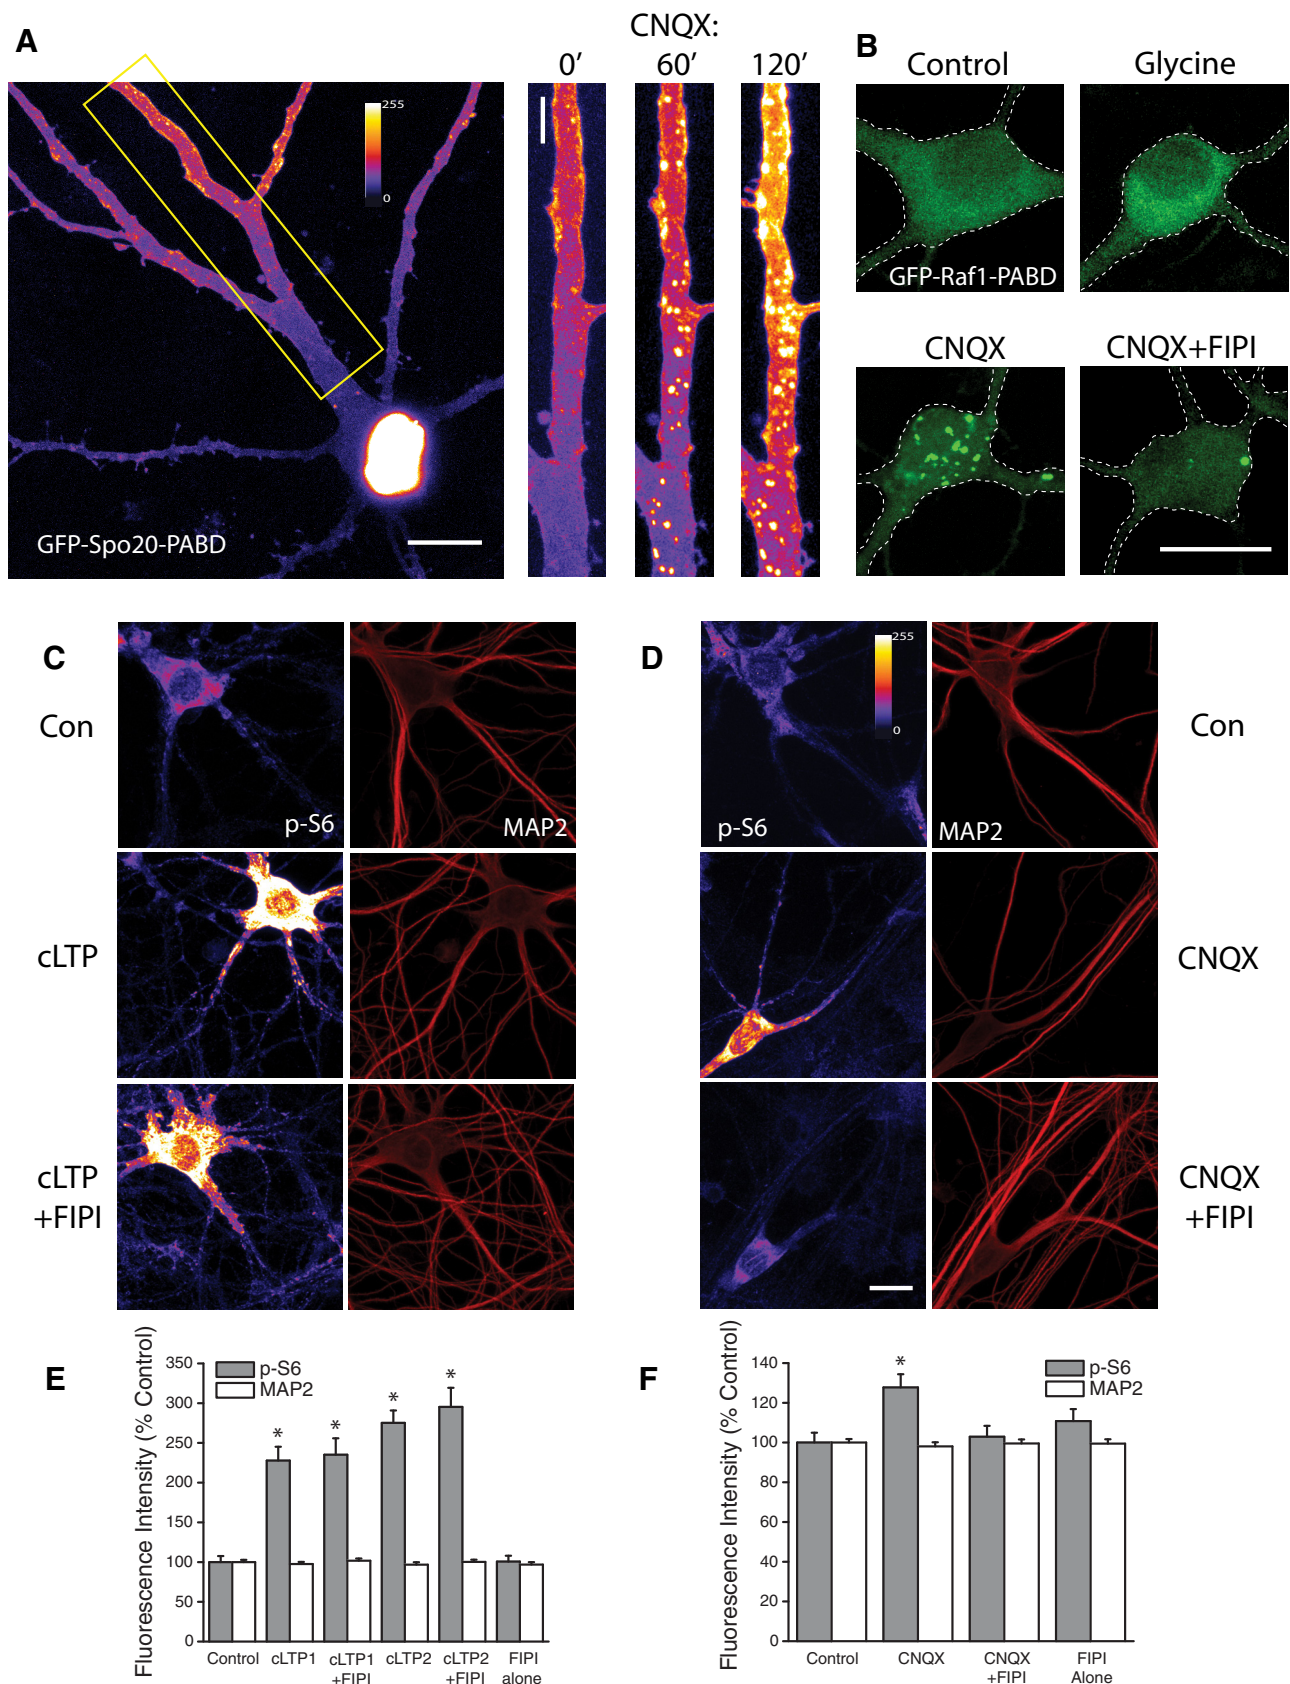 A
CNQX:
0’
60’
120’
255
0
GFP-Spo20-PABD
B
Control
Glycine
GFP-Raf1-PABD
CNQX
CNQX+FIPI
C
Con
p-S6
MAP2
cLTP
cLTP
+FIPI
D
255
0
p-S6
MAP2
Con
CNQX
CNQX
+FIPI
E
Fluorescence Intensity (% Control)
350
300
250
200
150
100
50
0
p-S6
MAP2
*
*
*
*
Control
cLTP1
cLTP1
+FIPI
cLTP2
cLTP2
+FIPI
FIPI
alone
F
Fluorescence Intensity (% Control)
140
120
100
80
60
40
20
0
*
p-S6
MAP2
Control
CNQX
CNQX
+FIPI
FIPI
Alone